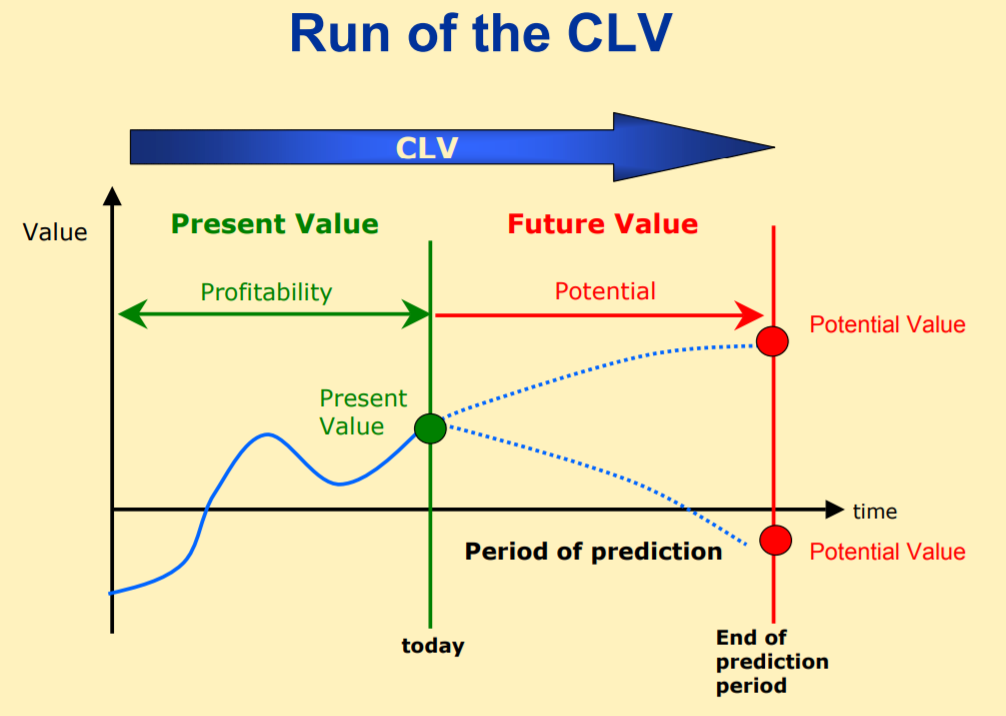 Run of the CLV
CLV
Value
Present Value
Future Value
Profitability
Potential
Potential Value
Present
Value
time
Period of prediction
Potential Value
today
End of
prediction
period